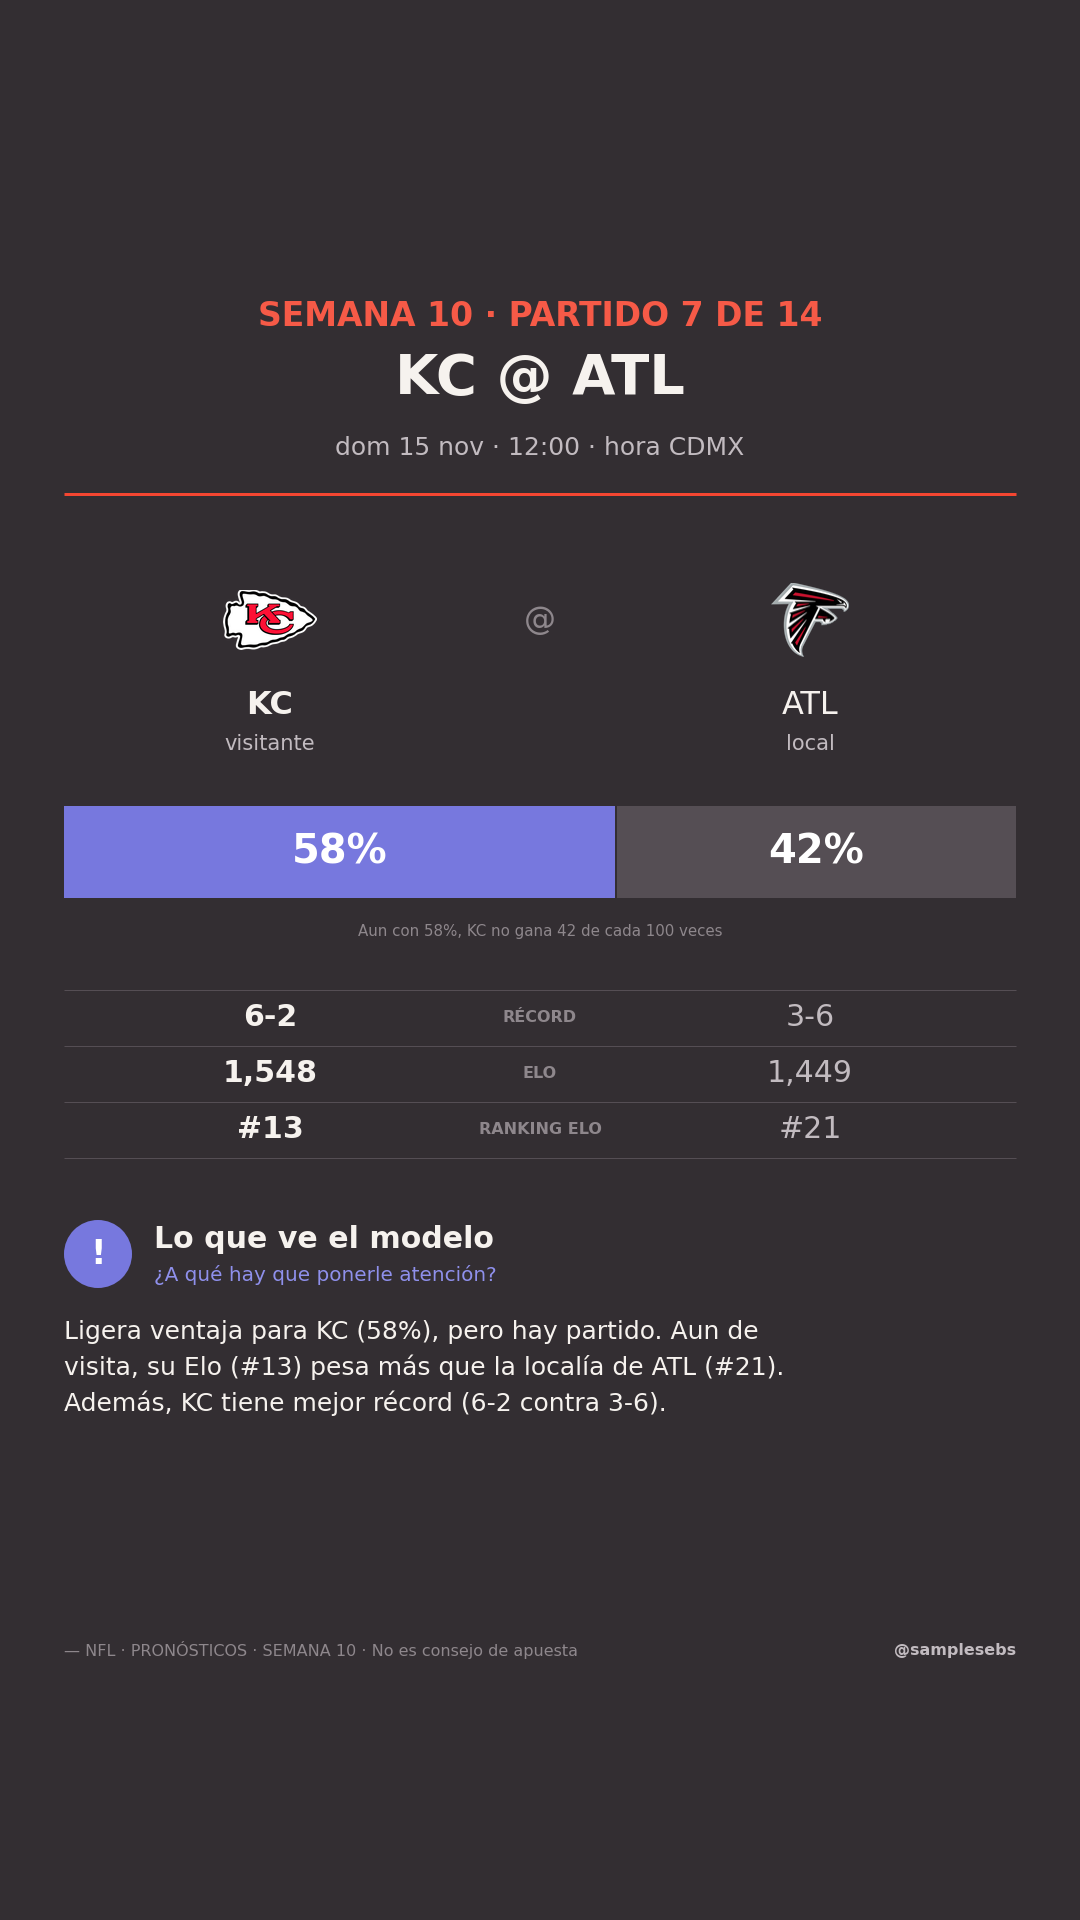 SEMANA 10 · PARTIDO 7 DE 14
KC @ ATL
dom 15 nov · 12:00 · hora CDMX
KC
@
KC
ATL
visitante
local
58%
42%
Aun con 58%, KC no gana 42 de cada 100 veces
6-2
RÉCORD
3-6
1,548
ELO
1,449
#13
RANKING ELO
#21
!
Lo que ve el modelo
¿A qué hay que ponerle atención?
Ligera ventaja para KC (58%), pero hay partido. Aun de
visita, su Elo (#13) pesa más que la localía de ATL (#21).
Además, KC tiene mejor récord (6-2 contra 3-6).
— NFL · PRONÓSTICOS · SEMANA 10 · No es consejo de apuesta
@samplesebs